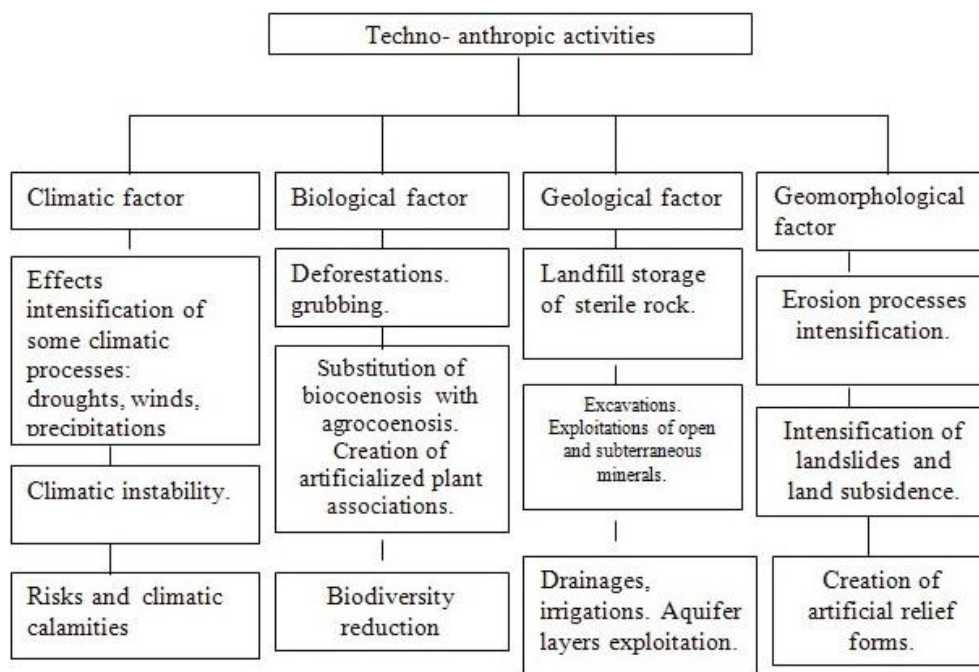 Techno- anthropic activities
Climatic factor
Effects
intensification of
some climatic
processes:
droughts, winds,
precipitations
Climatic instability.
Risks and climatic
calamities
Biological factor
Deforestations.
grubbing.
Substitution of
biocoenosis with
agrocoenosis.
Creation of
artificialized plant
associations.
Biodiversity
reduction
Geological factor
Landfill storage
of sterile rock.
Excavations.
Exploitations of open
and subterraneous
minerals.
Drainages,
irrigations. Aquifer
layers exploitation.
Geomorphological
factor
Erosion processes
intensification.
Intensification of
landslides and
land subsidence.
Creation of
artificial relief
forms.